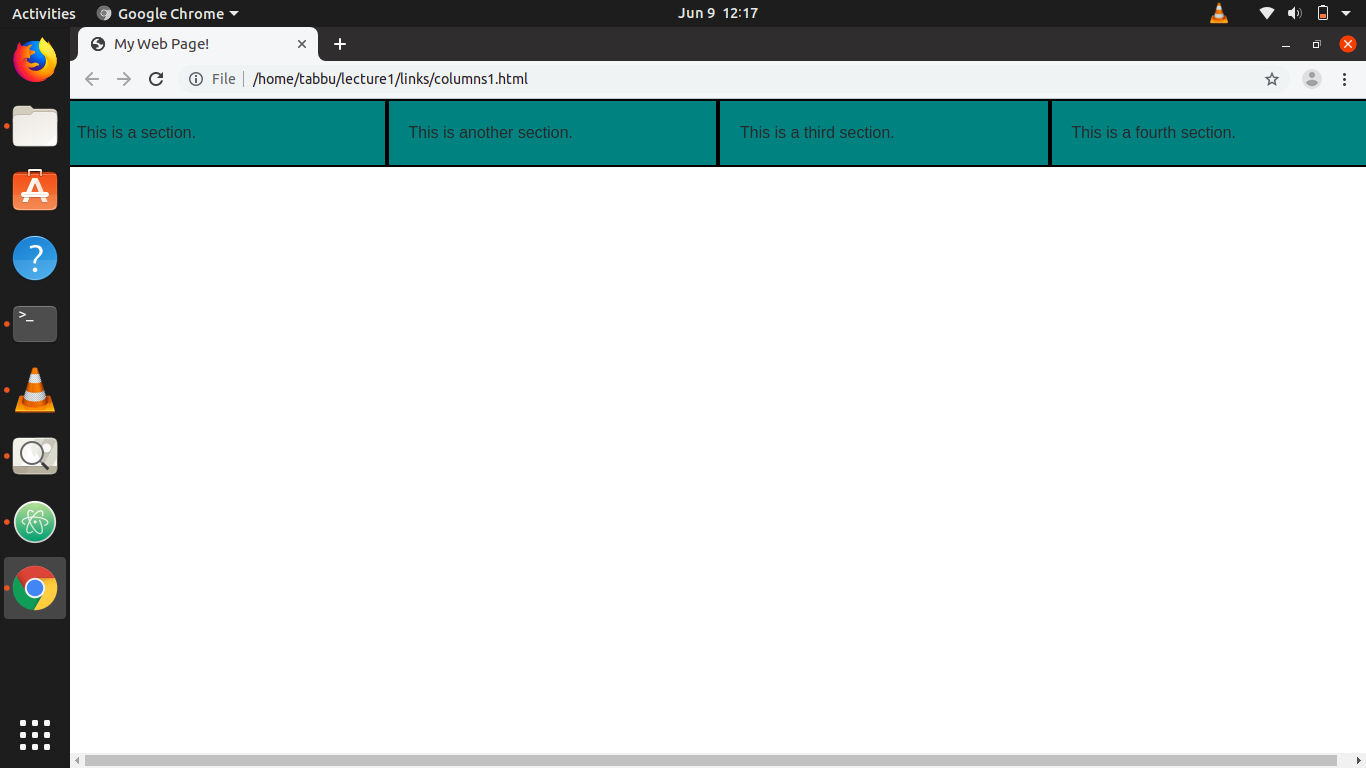 Activities Google Chrome Jun 9 12:17
My Web Page!
File /home/tabbu/lecture1/links/columns1.html
This is a section. This is another section. This is a third section. This is a fourth section.
?
>_